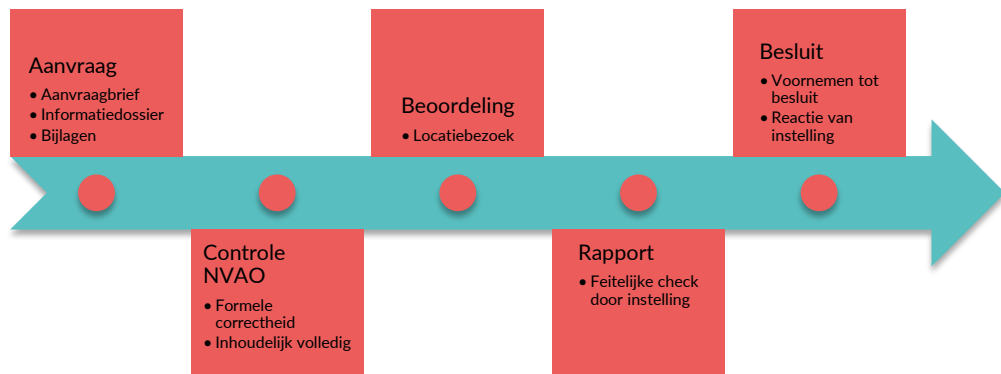 Aanvraag
• Aanvraagbrief
• Informatiedossier
• Bijlagen
Controle
NVAO
• Formele
correctheid
• Inhoudelijk volledig
Beoordeling
• Locatiebezoek
Rapport
• Feitelijke check
door instelling
Besluit
• Voornemen tot
besluit
• Reactie van
instelling